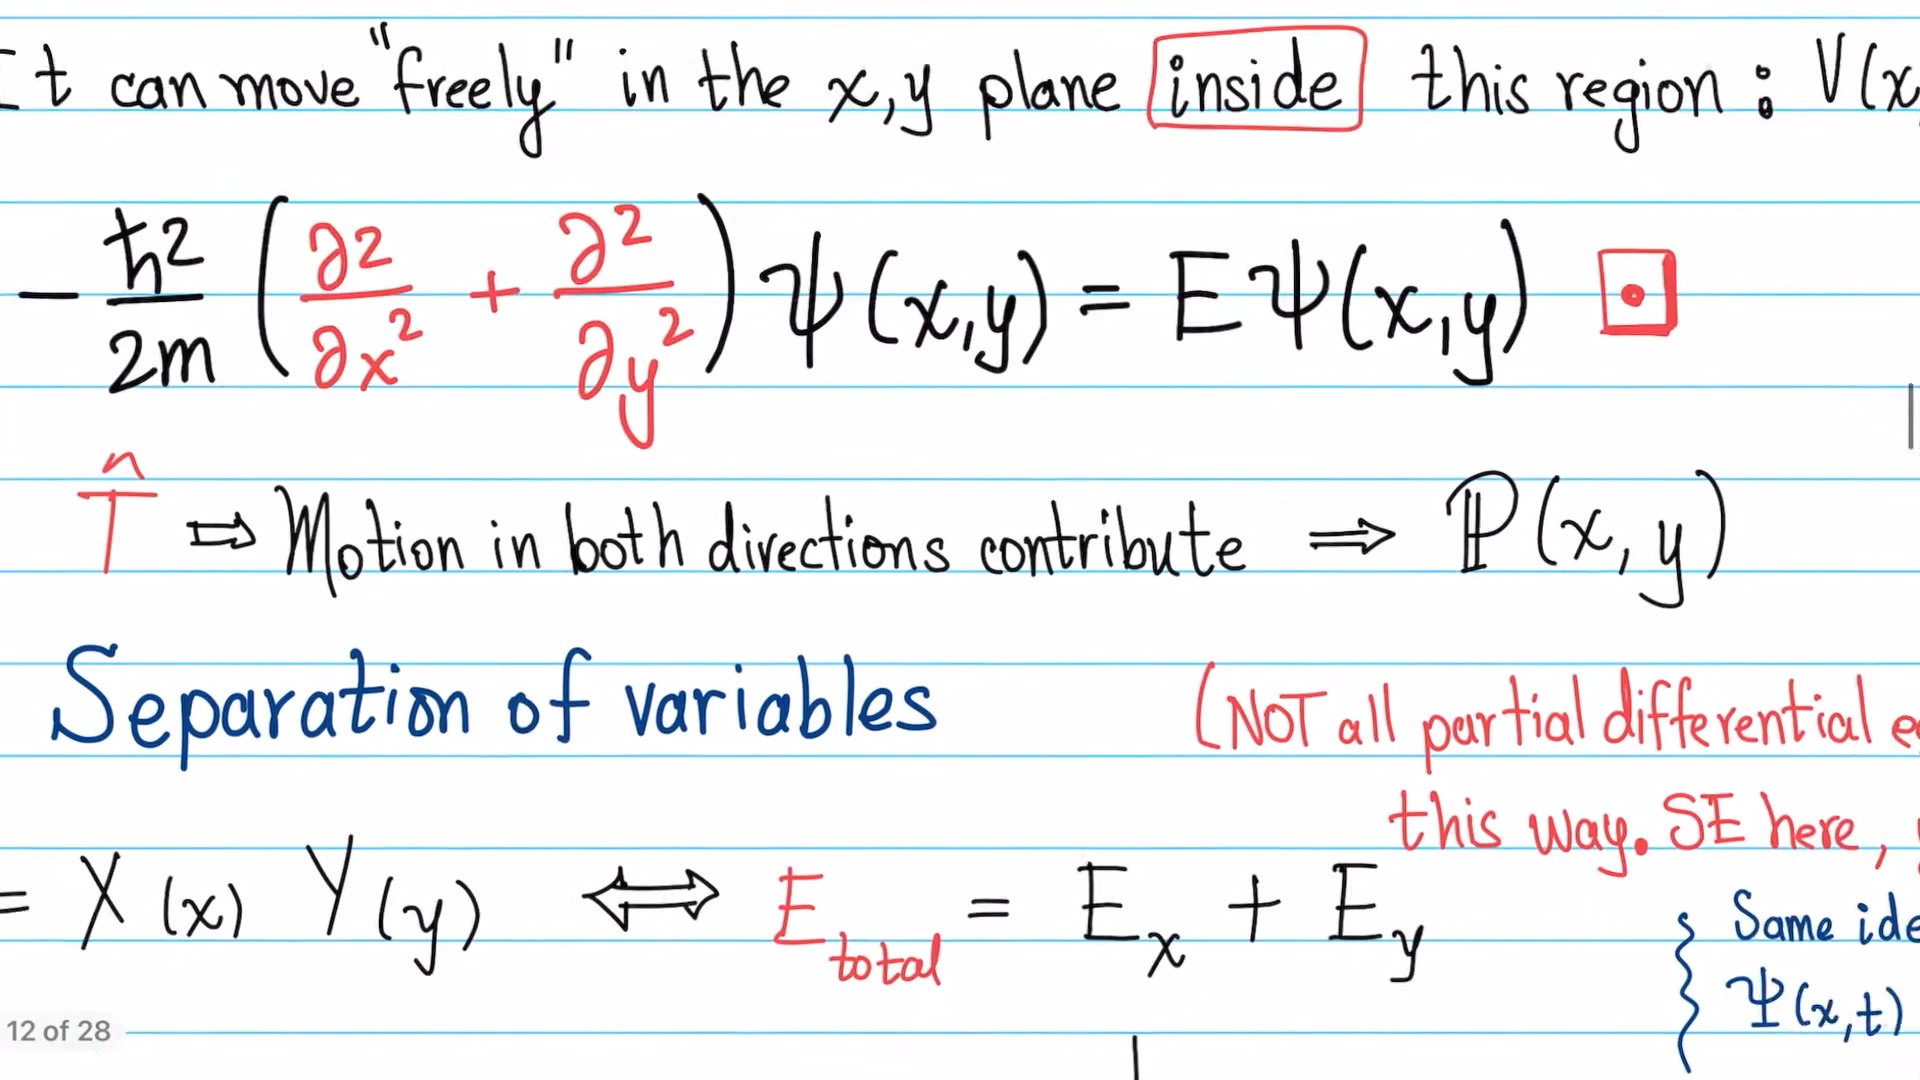 It can move "freely" in the x,y plane inside this region : V(x,
- ħ²/2m (∂²/∂x² + ∂²/∂y²) ψ(x,y) = E ψ(x,y) ⊡
T̂ ⇒ Motion in both directions contribute ⇒ ℙ(x,y)
Separation of variables
(NOT all partial differential
this way. SE here,
= X(x) Y(y) ⇔ E_total = E_x + E_y
{ Same ide
Ψ(x,t)
12 of 28